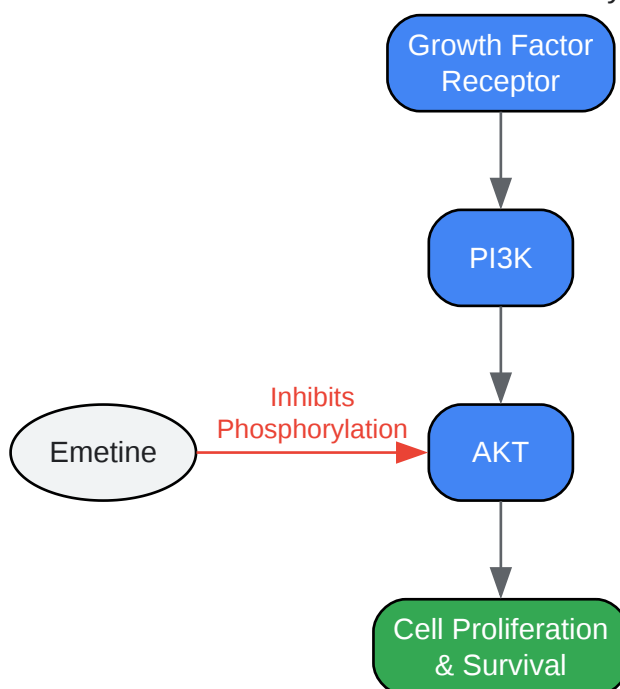 Growth Factor
Receptor
PI3K
Inhibits
Phosphorylation
Emetine
AKT
Cell Proliferation
& Survival